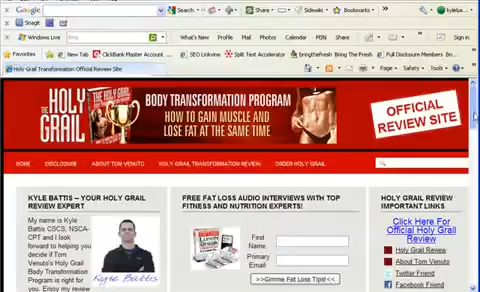 Google
Search
Share
Sidewiki
Bookmarks
Snagit
Windows Live
Bing
What's New
Profile
Mail
Photos
Calendar
MSN
Share
Sign in
Favorites
New Tab
ClickBank Master Account ...
SEO Linkvine
Split Test Accelerator
bringthefresh Bring The Fresh
Full Disclosure Members
Holy Grail Transformation Official Review Site
Page
Safety
Tools
THE HOLY GRAIL
BODY TRANSFORMATION PROGRAM
HOW TO GAIN MUSCLE AND
LOSE FAT AT THE SAME TIME
OFFICIAL
REVIEW SITE
HOME
DISCLOSURE
ABOUT TOM VENUTO
HOLY GRAIL TRANSFORMATION REVIEW
ORDER HOLY GRAIL
KYLE BATTIS – YOUR HOLY GRAIL
REVIEW EXPERT
My name is Kyle
Battis CSCS, NSCA-
CPT and I look
forward to helping
you decide if Tom
Venuto's Holy Grail
Body Transformation
Program is right for
you. Enjoy my review
Kyle Battis
FREE FAT LOSS AUDIO INTERVIEWS WITH TOP
FITNESS AND NUTRITION EXPERTS!
First
Name:
Primary
Email:
>>Gimme Fat Loss Tips!<<
HOLY GRAIL REVIEW
IMPORTANT LINKS
Click Here For
Official Holy Grail
Review
Holy Grail Review
About Tom Venuto
Twitter Friend
Facebook Friend